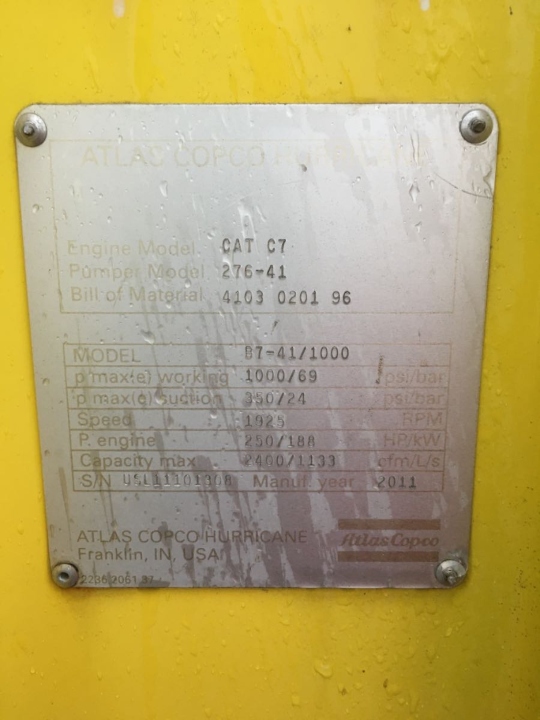 ATLAS COPCO HURRICANE
Engine Model CAT C7
Pumper Model 276-41
Bill of Material 4103 0201 96
MODEL B7-41/1000
p max(e) working 1000/69 psi/bar
p max(e) suction 350/24 psi/bar
Speed 1925 RPM
P. engine 250/188 HP/kW
Capacity max 2400/1133 cfm/L/s
S/N Manuf. year 2011
ATLAS COPCO HURRICANE
Franklin, IN, USA
Atlas Copco